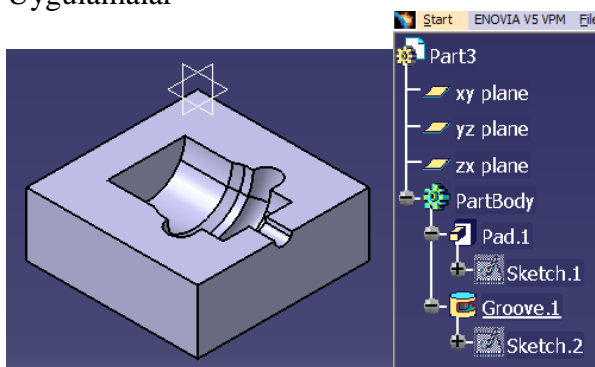 Uygulamalar
Start ENOVIA V5 VPM File
Part3
xy plane
yz plane
zx plane
PartBody
Pad.1
Sketch.1
Groove.1
Sketch.2